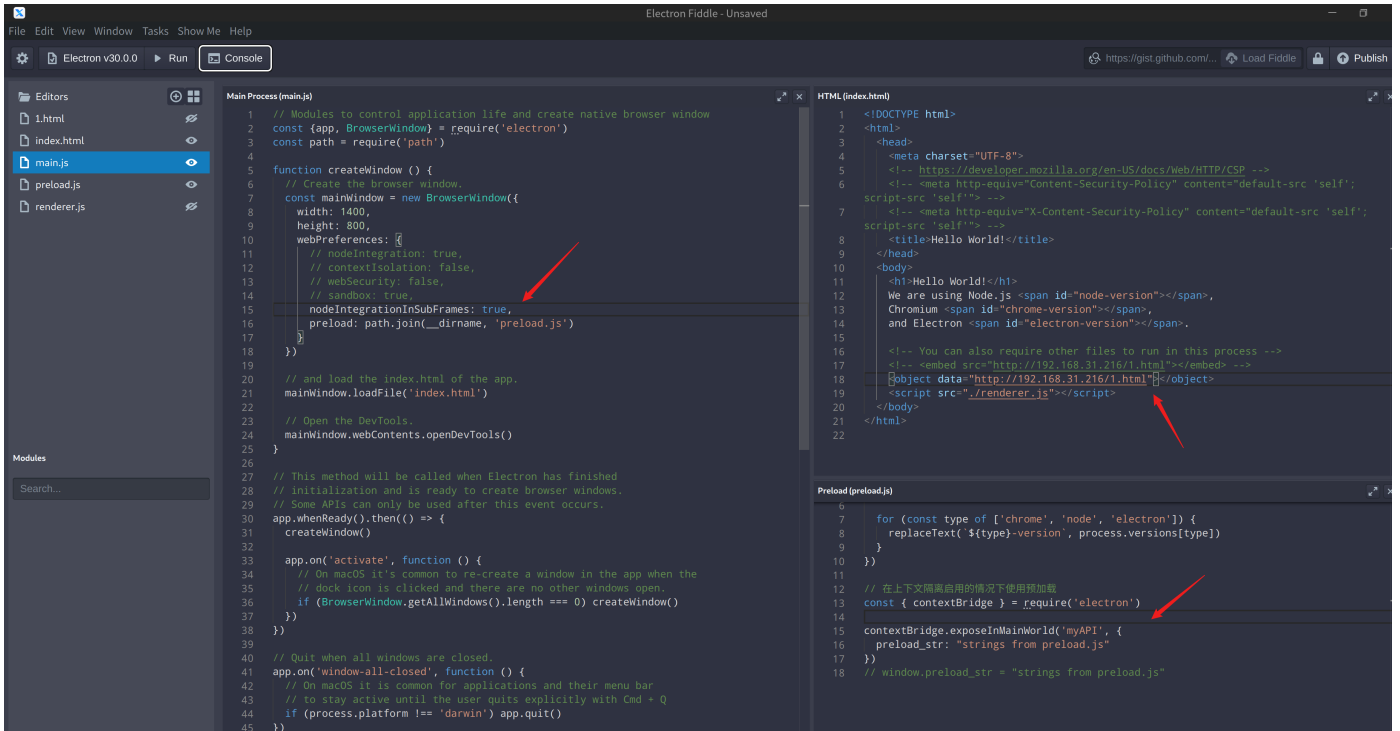 Electron Fiddle - Unsaved
File Edit View Window Tasks Show Me Help
Electron v30.0.0 Run Console https://gist.github.com/... Load Fiddle Publish
Editors
1.html
index.html
main.js
preload.js
renderer.js
Modules
Search...
Main Process (main.js)
1 // Modules to control application life and create native browser window
2 const {app, BrowserWindow} = require('electron')
3 const path = require('path')
4
5 function createWindow () {
6 // Create the browser window.
7 const mainWindow = new BrowserWindow({
8 width: 1400,
9 height: 800,
10 webPreferences: {
11 // nodeIntegration: true,
12 // contextIsolation: false,
13 // webSecurity: false,
14 // sandbox: true,
15 nodeIntegrationInSubFrames: true,
16 preload: path.join(__dirname, 'preload.js')
17 }
18 })
19
20 // and load the index.html of the app.
21 mainWindow.loadFile('index.html')
22
23 // Open the DevTools.
24 mainWindow.webContents.openDevTools()
25 }
26
27 // This method will be called when Electron has finished
28 // initialization and is ready to create browser windows.
29 // Some APIs can only be used after this event occurs.
30 app.whenReady().then(() => {
31 createWindow()
32
33 app.on('activate', function () {
34 // On macOS it's common to re-create a window in the app when the
35 // dock icon is clicked and there are no other windows open.
36 if (BrowserWindow.getAllWindows().length === 0) createWindow()
37 })
38 })
39
40 // Quit when all windows are closed.
41 app.on('window-all-closed', function () {
42 // On macOS it is common for applications and their menu bar
43 // to stay active until the user quits explicitly with Cmd + Q
44 if (process.platform !== 'darwin') app.quit()
45 })
HTML (index.html)
1 <!DOCTYPE html>
2 <html>
3 <head>
4 <meta charset="UTF-8">
5 <!-- https://developer.mozilla.org/en-US/docs/Web/HTTP/CSP -->
6 <!-- <meta http-equiv="Content-Security-Policy" content="default-src 'self';
script-src 'self'"> -->
7 <!-- <meta http-equiv="X-Content-Security-Policy" content="default-src 'self';
script-src 'self'"> -->
8 <title>Hello World!</title>
9 </head>
10 <body>
11 <h1>Hello World!</h1>
12 We are using Node.js <span id="node-version"></span>,
13 Chromium <span id="chrome-version"></span>,
14 and Electron <span id="electron-version"></span>.
15
16 <!-- You can also require other files to run in this process -->
17 <!-- <embed src="http://192.168.31.216/1.html"></embed> -->
18 <object data="http://192.168.31.216/1.html"></object>
19 <script src="./renderer.js"></script>
20 </body>
21 </html>
22
Preload (preload.js)
6
7 for (const type of ['chrome', 'node', 'electron']) {
8 replaceText(`${type}-version`, process.versions[type])
9 }
10 })
11
12 // 在上下文隔离启用的情况下使用预加载
13 const { contextBridge } = require('electron')
14
15 contextBridge.exposeInMainWorld('myAPI', {
16 preload_str: "strings from preload.js"
17 })
18 // window.preload_str = "strings from preload.js"